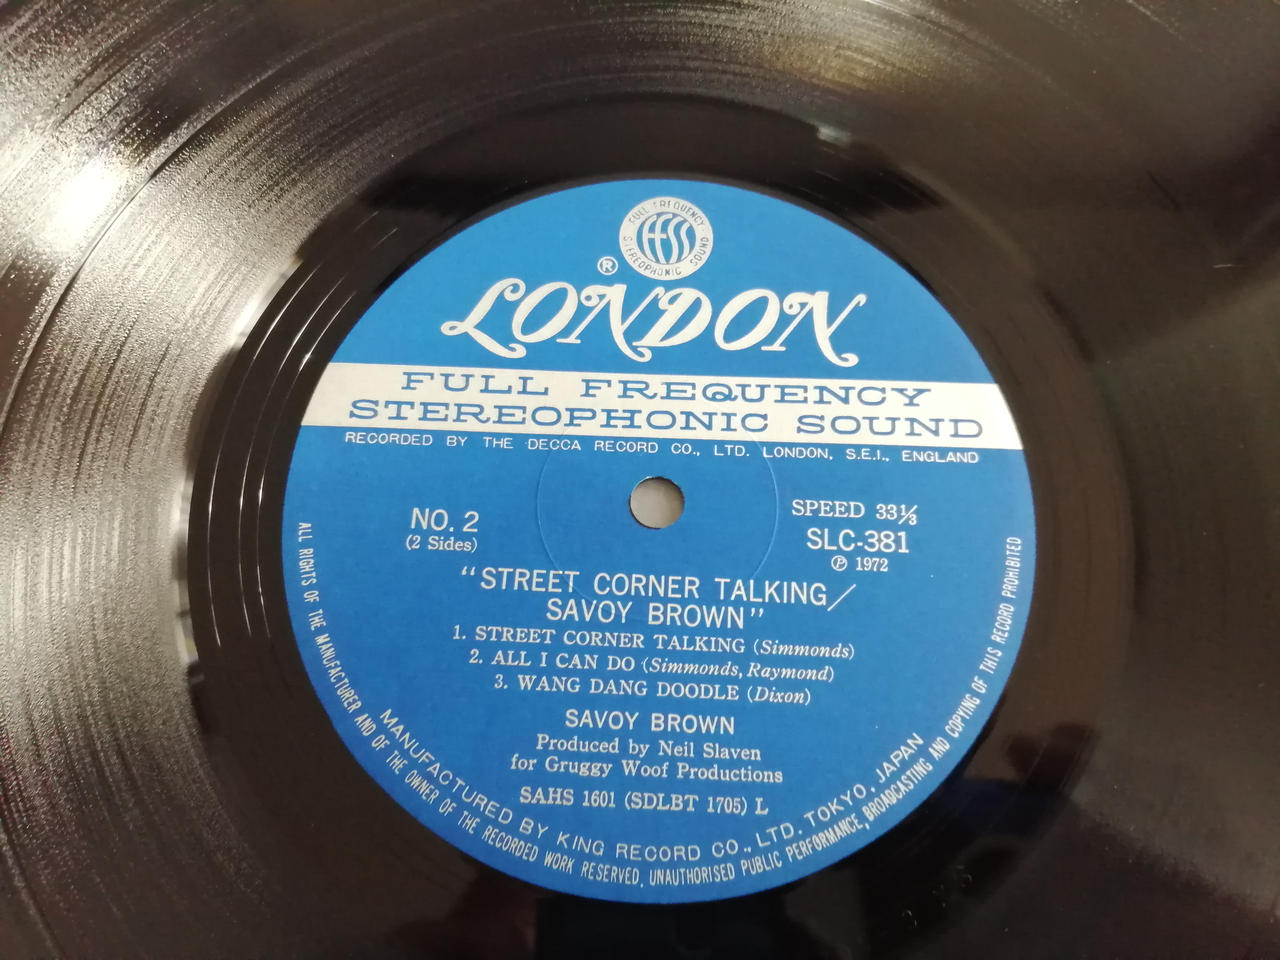 FULL FREQUENCY
ffss
STEREOPHONIC SOUND
®
LONDON
FULL FREQUENCY
STEREOPHONIC SOUND
RECORDED BY THE DECCA RECORD CO., LTD. LONDON, S.E.I., ENGLAND
NO. 2
(2 Sides)
SPEED 33⅓
SLC-381
Ⓟ 1972
"STREET CORNER TALKING/
SAVOY BROWN"
1. STREET CORNER TALKING (Simmonds)
2. ALL I CAN DO (Simmonds, Raymond)
3. WANG DANG DOODLE (Dixon)
SAVOY BROWN
Produced by Neil Slaven
for Gruggy Woof Productions
SAHS 1601 (SDLBT 1705) L
MANUFACTURED BY KING RECORD CO., LTD. TOKYO, JAPAN
ALL RIGHTS OF THE MANUFACTURER AND OF THE OWNER OF THE RECORDED WORK RESERVED, UNAUTHORISED PUBLIC PERFORMANCE, BROADCASTING AND COPYING OF THIS RECORD PROHIBITED